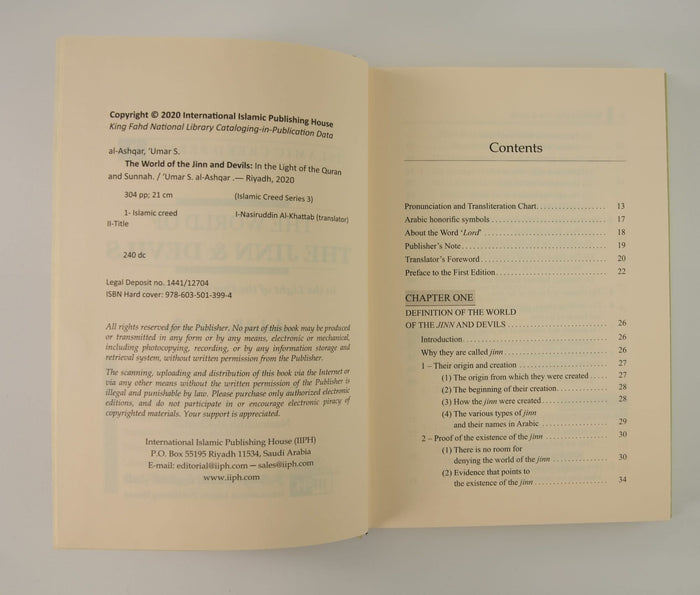 Copyright © 2020 International Islamic Publishing House
King Fahd National Library Cataloging-in-Publication Data
al-Ashqar, 'Umar S.
The World of the Jinn and Devils: In the Light of the Quran
and Sunnah. / 'Umar S. al-Ashqar .— Riyadh, 2020
304 pp; 21 cm (Islamic Creed Series 3)
1- Islamic creed I-Nasiruddin Al-Khattab (translator)
II-Title
240 dc
Legal Deposit no. 1441/12704
ISBN Hard cover: 978-603-501-399-4
All rights reserved for the Publisher. No part of this book may be produced
or transmitted in any form or by any means, electronic or mechanical,
including photocopying, recording, or by any information storage and
retrieval system, without written permission from the Publisher.
The scanning, uploading and distribution of this book via the Internet or
via any other means without the written permission of the Publisher is
illegal and punishable by law. Please purchase only authorized electronic
editions, and do not participate in or encourage electronic piracy of
copyrighted materials. Your support is appreciated.
International Islamic Publishing House (IIPH)
P.O. Box 55195 Riyadh 11534, Saudi Arabia
E-mail: editorial@iiph.com — sales@iiph.com
www.iiph.com
Contents
Pronunciation and Transliteration Chart.................... 13
Arabic honorific symbols.................... 17
About the Word 'Lord'.................... 18
Publisher's Note.................... 19
Translator's Foreword.................... 20
Preface to the First Edition.................... 22
CHAPTER ONE
DEFINITION OF THE WORLD
OF THE JINN AND DEVILS.................... 26
Introduction.................... 26
Why they are called jinn.................... 26
1 – Their origin and creation.................... 27
(1) The origin from which they were created..... 27
(2) The beginning of their creation.................... 28
(3) How the jinn were created.................... 28
(4) The various types of jinn
and their names in Arabic.................... 29
2 – Proof of the existence of the jinn.................... 30
(1) There is no room for
denying the world of the jinn.................... 30
(2) Evidence that points to
the existence of the jinn.................... 34